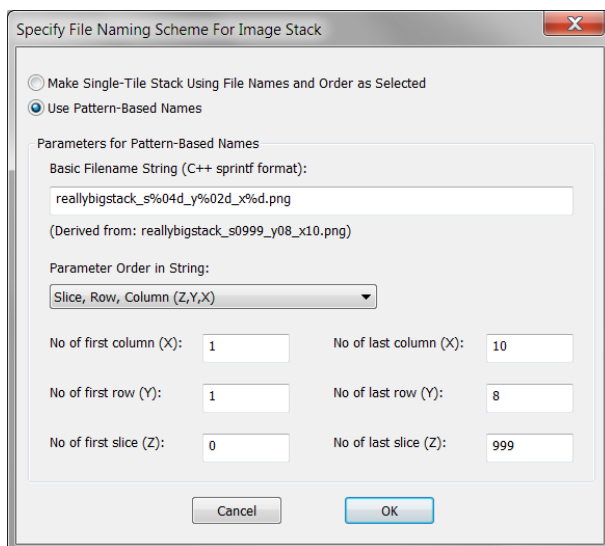 Specify File Naming Scheme For Image Stack
Make Single-Tile Stack Using File Names and Order as Selected
Use Pattern-Based Names
Parameters for Pattern-Based Names
Basic Filename String (C++ sprintf format):
reallybigstack_s%04d_y%02d_x%d.png
(Derived from: reallybigstack_s0999_y08_x10.png)
Parameter Order in String:
Slice, Row, Column (Z,Y,X)
No of first column (X): 1 No of last column (X): 10
No of first row (Y): 1 No of last row (Y): 8
No of first slice (Z): 0 No of last slice (Z): 999
Cancel OK